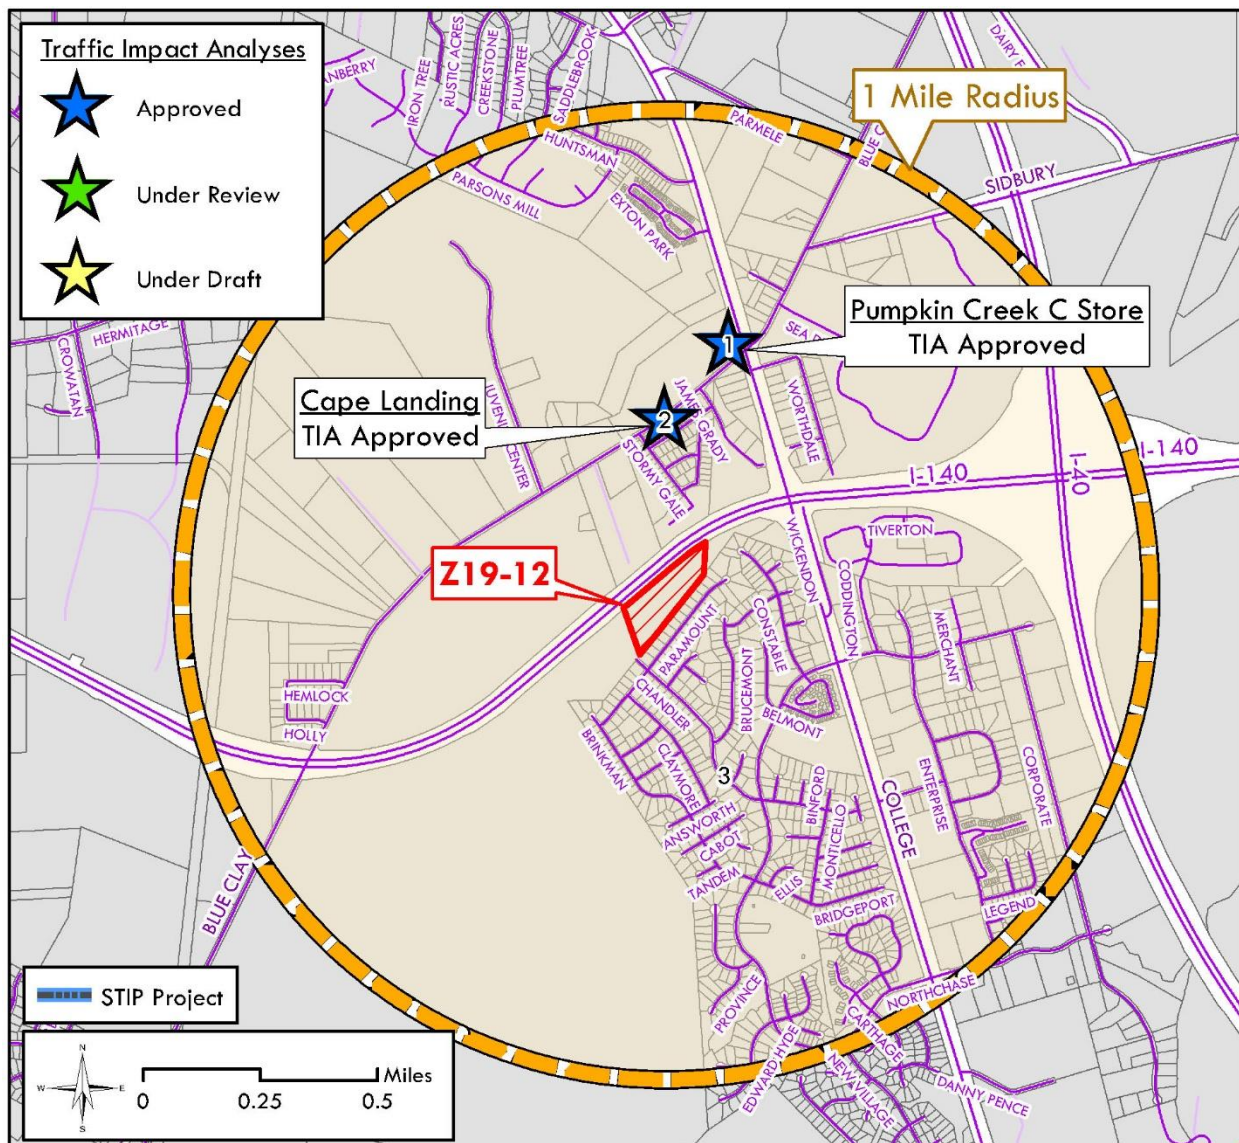 Traffic Impact Analyses
Approved
Under Review
Under Draft
1 Mile Radius
IRON TREE
RUSTIC ACRES
CREEKSTONE
PLUMTREE
SADDLEBROOK
HUNTSMAN
PARSONS MILL
EXTON PARK
PARMELE
SIDBURY
HERMITAGE
CROWATAN
Pumpkin Creek C Store
TIA Approved
1
Cape Landing
TIA Approved
2
JAMES GRADY
STORMY GALE
WORTHDALE
I-140
I-40
I-140
Z19-12
WICKENDON
TIVERTON
CODDINGTON
MERCHANT
CONSTABLE
PARAMOUNT
BRUCEMONT
BELMONT
CHANDLER
HEMLOCK
HOLLY
BRINKMAN
CLAYMORE
3
BINFORD
MONTICELLO
ANSWORTH
CABOT
TANDEM
ELLIS
BRIDGEPORT
COLLEGE
ENTERPRISE
CORPORATE
LEGEND
BLUE CLAY
NORTHCHASE
PROVINCE
EDWARD HYDE
CARTHAGE
NEW VILLAGE
DANNY PENCE
STIP Project
N
W
E
S
0
0.25
0.5
Miles